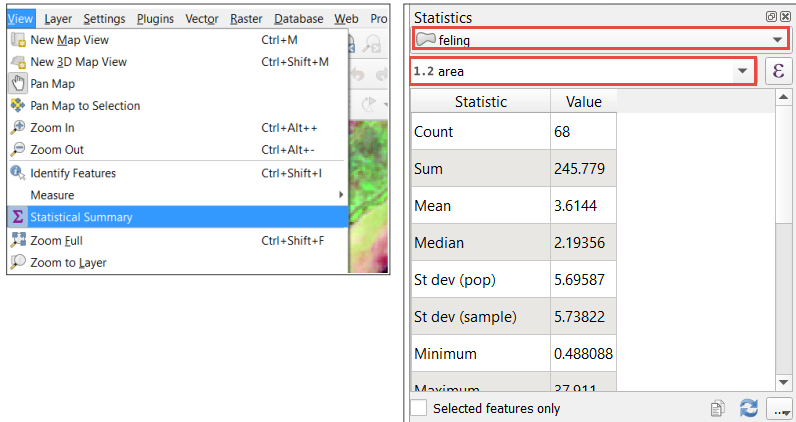 View Layer Settings Plugins Vector Raster Database Web Pro
New Map View Ctrl+M
New 3D Map View Ctrl+Shift+M
Pan Map
Pan Map to Selection
Zoom In Ctrl+Alt++
Zoom Out Ctrl+Alt+-
Identify Features Ctrl+Shift+I
Measure
Σ Statistical Summary
Zoom Full Ctrl+Shift+F
Zoom to Layer
Statistics
feling
1.2 area
ε
Statistic Value
Count 68
Sum 245.779
Mean 3.6144
Median 2.19356
St dev (pop) 5.69587
St dev (sample) 5.73822
Minimum 0.488088
Maximum 37.911
Selected features only
...